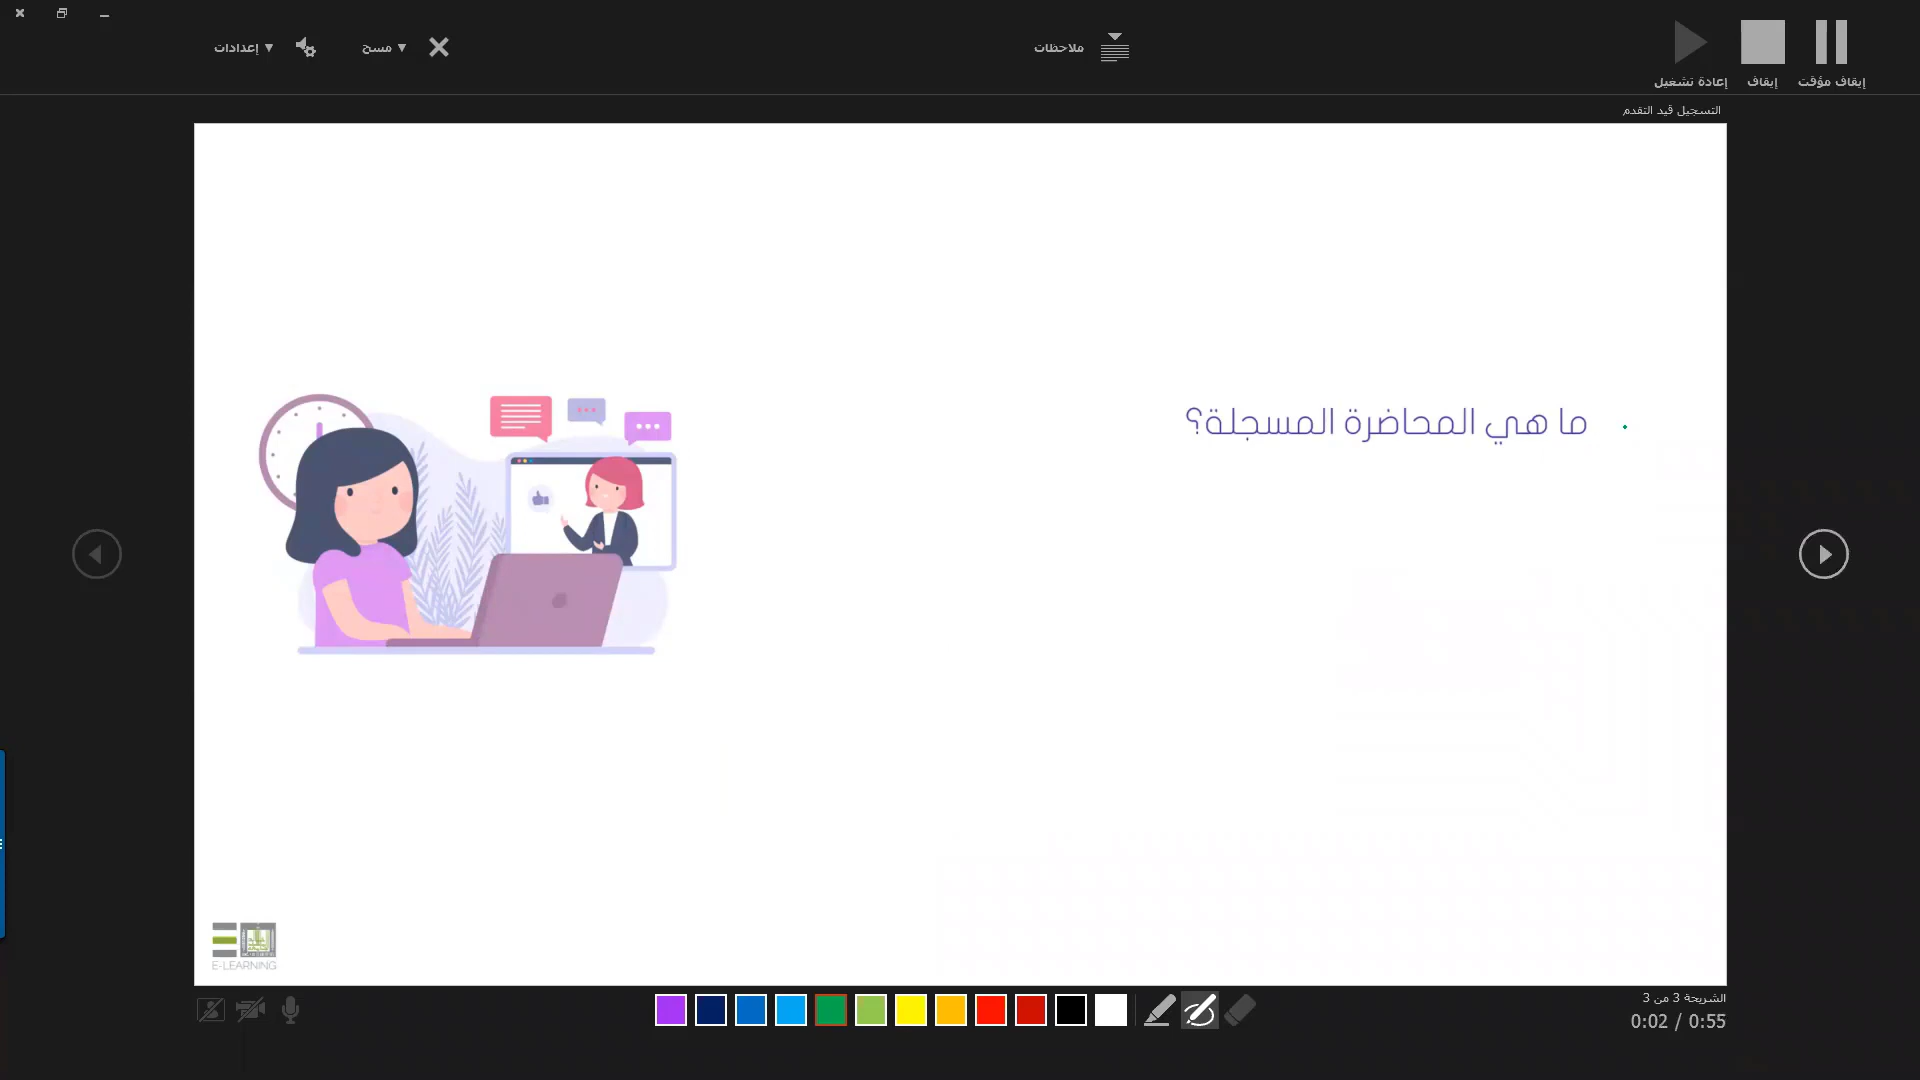 إيقاف مؤقت
إيقاف
إعادة تشغيل
ملاحظات
مسح
إعدادات
التسجيل قيد التقدم
ما هي المحاضرة المسجلة؟
E-LEARNING
الشريحة 3 من 3
0:02 / 0:55